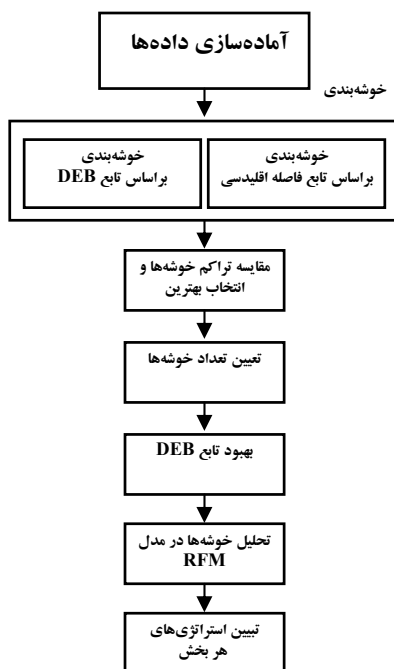 آماده‌سازی داده‌ها
خوشه‌بندی
خوشه‌بندی
براساس تابع فاصله اقلیدسی
خوشه‌بندی
براساس تابع DEB
مقایسه تراکم خوشه‌ها و
انتخاب بهترین
تعیین تعداد خوشه‌ها
بهبود تابع DEB
تحلیل خوشه‌ها در مدل
RFM
تبیین استراتژی‌های
هر بخش